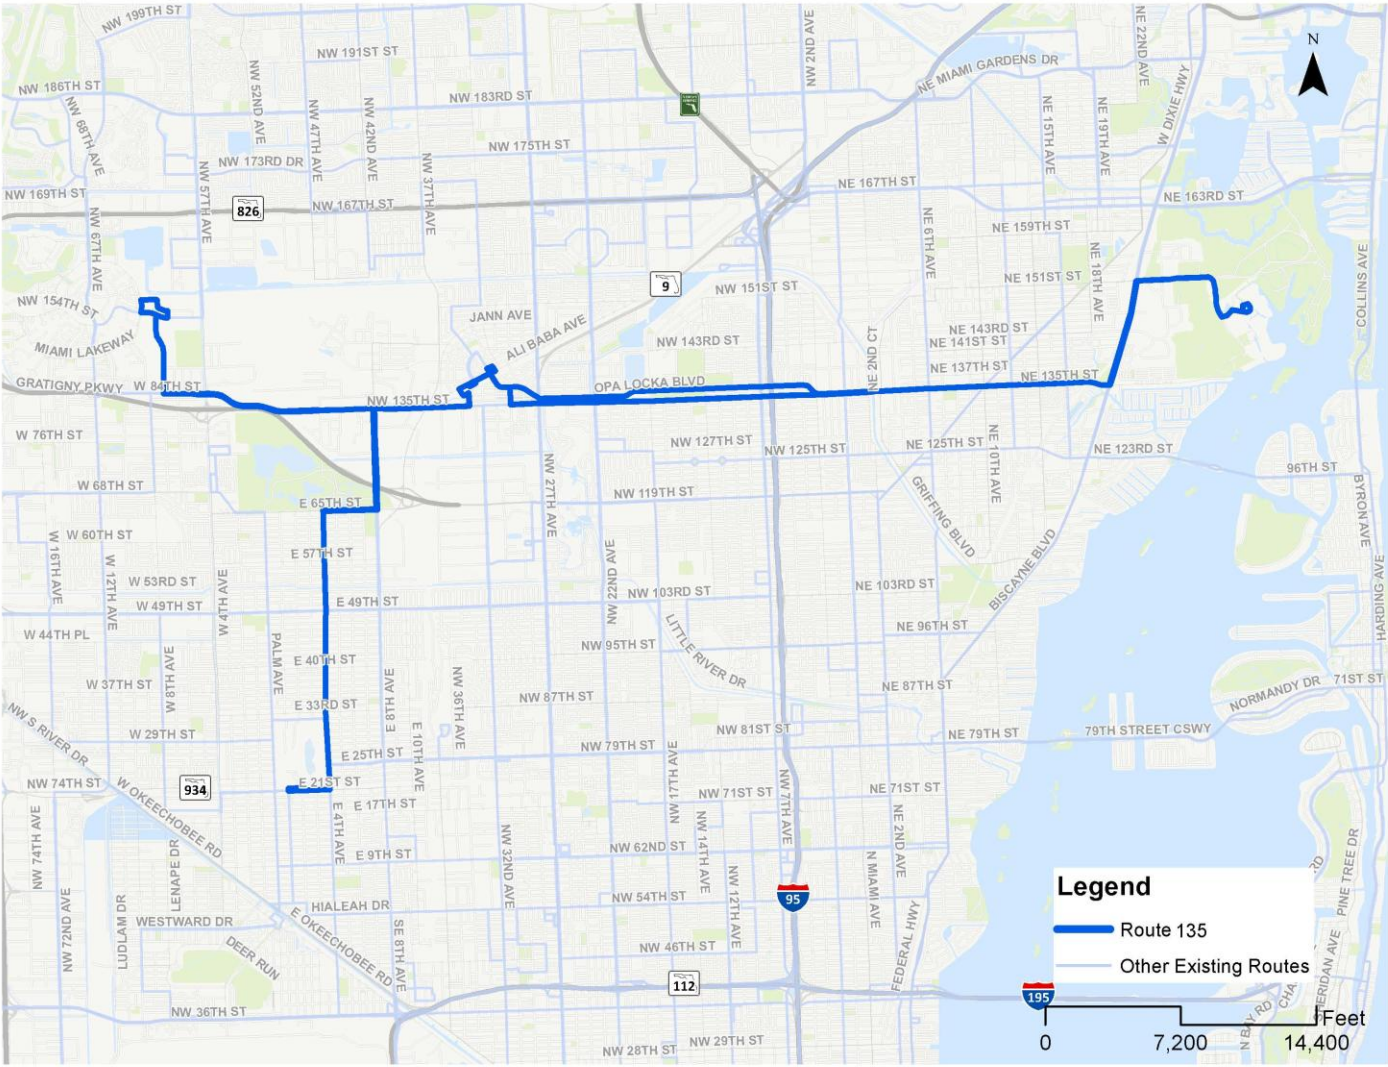 NW 199TH ST
NW 191ST ST
NW 2ND AVE
NE 22ND AVE
N
NE MIAMI GARDENS DR
NW 186TH ST
NW 52ND AVE
NW 183RD ST
NW 68TH AVE
NW 47TH AVE
NW 42ND AVE
NE 15TH AVE
NE 19TH AVE
W DIXIE HWY
NW 175TH ST
NW 173RD DR
NW 57TH AVE
NW 37TH AVE
NW 169TH ST
NE 167TH ST
NE 163RD ST
NW 167TH ST
826
NW 67TH AVE
NE 6TH AVE
NE 159TH ST
NE 18TH AVE
COLLINS AVE
9
NW 151ST ST
NE 151ST ST
NW 154TH ST
JANN AVE
ALI BABA AVE
NW 143RD ST
NE 143RD ST
NE 141ST ST
MIAMI LAKEWAY
NE 2ND CT
NE 137TH ST
GRATIGNY PKWY
W 84TH ST
OPA LOCKA BLVD
NE 135TH ST
NW 135TH ST
W 76TH ST
NW 127TH ST
NW 125TH ST
NE 125TH ST
NE 10TH AVE
NE 123RD ST
96TH ST
W 68TH ST
NW 27TH AVE
NW 119TH ST
GRIFFING BLVD
BYRON AVE
E 65TH ST
W 60TH ST
W 19TH AVE
W 12TH AVE
E 57TH ST
NW 22ND AVE
BISCAYNE BLVD
HARDING AVE
W 53RD ST
W 4TH AVE
NW 103RD ST
NE 103RD ST
W 49TH ST
E 49TH ST
W 44TH PL
PALM AVE
NW 95TH ST
LITTLE RIVER DR
NE 96TH ST
W 8TH AVE
E 40TH ST
E 8TH AVE
NW 36TH AVE
W 37TH ST
NW 87TH ST
NE 87TH ST
NORMANDY DR
71ST ST
NW S RIVER DR
E 33RD ST
E 10TH AVE
W 29TH ST
NW 81ST ST
NE 79TH ST
79TH STREET CSWY
E 25TH ST
NW 79TH ST
NW 17TH AVE
NW 7TH AVE
NW 74TH ST
W OKEECHOBEE RD
934
E 21ST ST
NW 71ST ST
NE 71ST ST
E 4TH AVE
E 17TH ST
NW 74TH AVE
NW 32ND AVE
NW 14TH AVE
NE 2ND AVE
LENAPE DR
E 9TH ST
NW 62ND ST
NW 12TH AVE
N MIAMI AVE
PINE TREE DR
NW 72ND AVE
LUDLAM DR
HIALEAH DR
NW 54TH ST
95
RD
Legend
WESTWARD DR
E OKEECHOBEE RD
SE 8TH AVE
FEDERAL HWY
Route 135
DEER RUN
NW 46TH ST
Other Existing Routes
SHERIDAN AVE
CHA
112
195
N BAY RD
NW 36TH ST
Feet
NW 28TH ST
NW 29TH ST
0
7,200
14,400